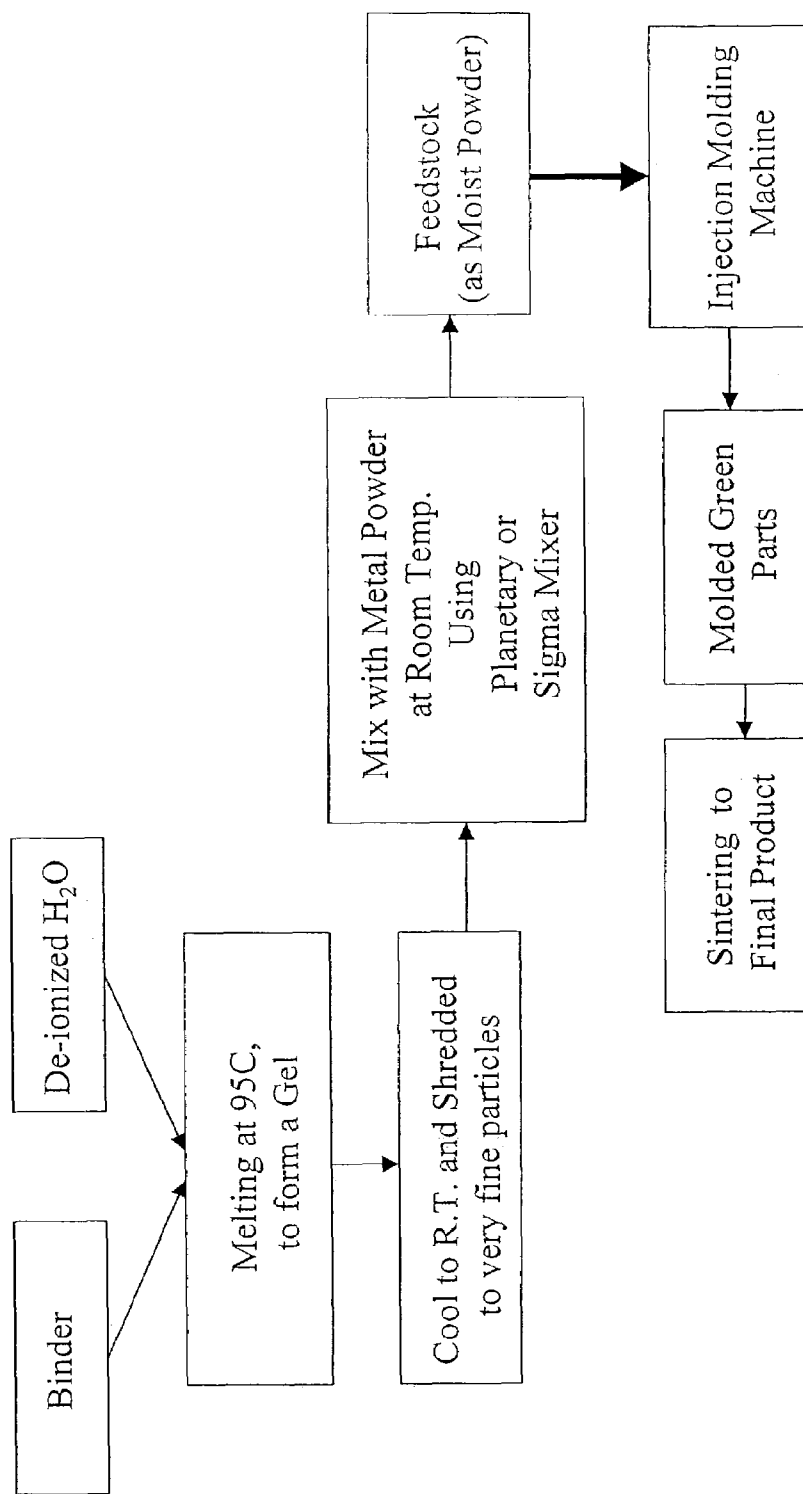 Binder
De-ionized H₂O
Melting at 95C,
to form a Gel
Cool to R.T. and Shredded
to very fine particles
Mix with Metal Powder
at Room Temp.
Using
Planetary or
Sigma Mixer
Feedstock
(as Moist Powder)
Injection Molding
Machine
Molded Green
Parts
Sintering to
Final Product